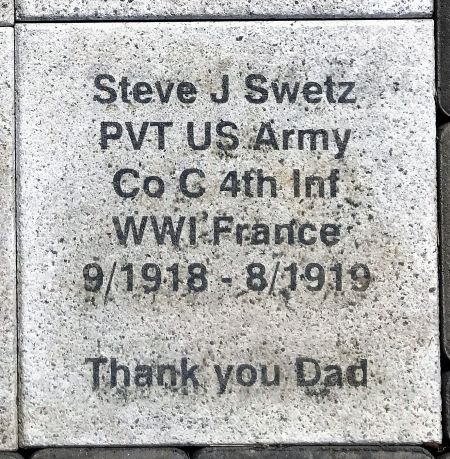 Steve J Swetz
PVT US Army
Co C 4th Inf
WWI France
9/1918 - 8/1919
Thank you Dad